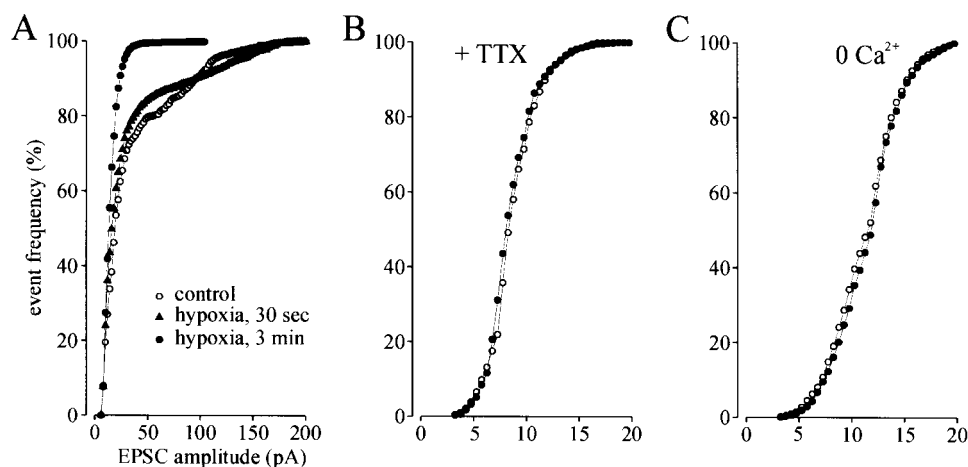 A
B
C
100
80
60
40
20
0
event frequency (%)
○ control
▲ hypoxia, 30 sec
● hypoxia, 3 min
0 50 100 150 200
EPSC amplitude (pA)
+ TTX
100
80
60
40
20
0
0 5 10 15 20
0 Ca²⁺
100
80
60
40
20
0
0 5 10 15 20